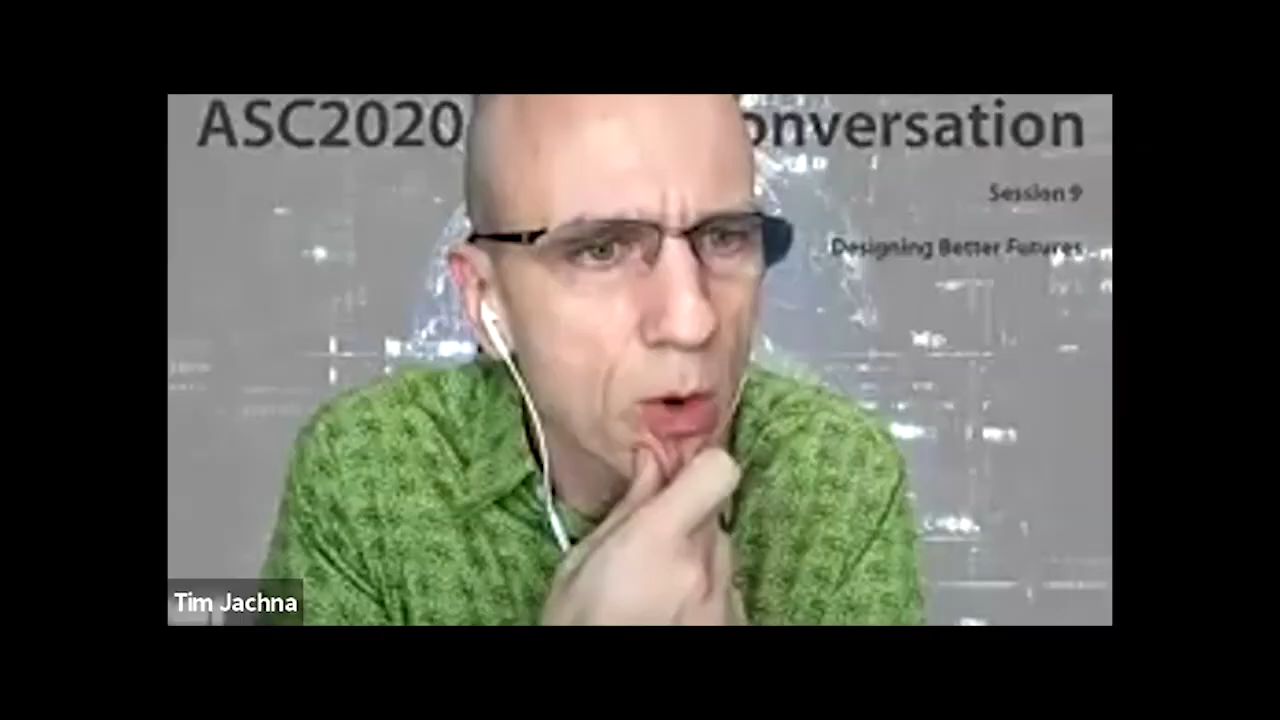 ASC2020 onversation
Session 9
Designing Better Futures
Tim Jachna